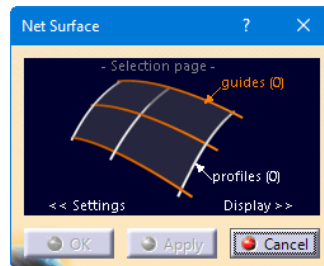 Net Surface ? ×
- Selection page -
guides (0)
profiles (0)
<< Settings Display >>
OK Apply Cancel